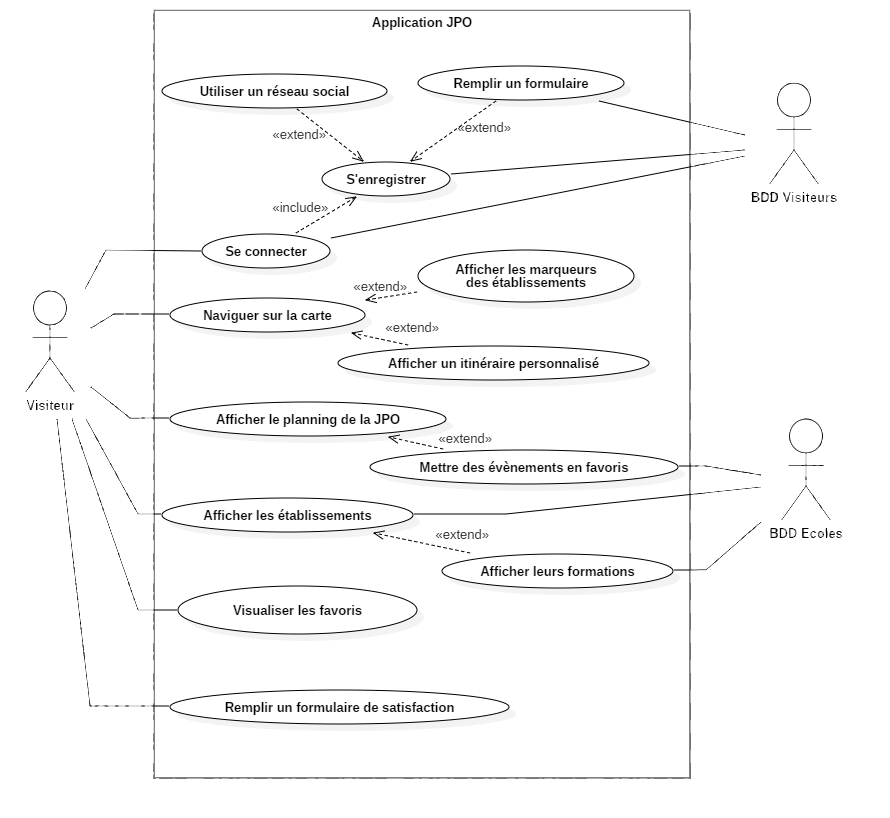 Application JPO
Utiliser un réseau social
Remplir un formulaire
«extend»
«extend»
S'enregistrer
BDD Visiteurs
«include»
Se connecter
Afficher les marqueurs
des établissements
«extend»
Naviguer sur la carte
«extend»
Afficher un itinéraire personnalisé
Visiteur
Afficher le planning de la JPO
«extend»
Mettre des évènements en favoris
Afficher les établissements
«extend»
BDD Ecoles
Afficher leurs formations
Visualiser les favoris
Remplir un formulaire de satisfaction